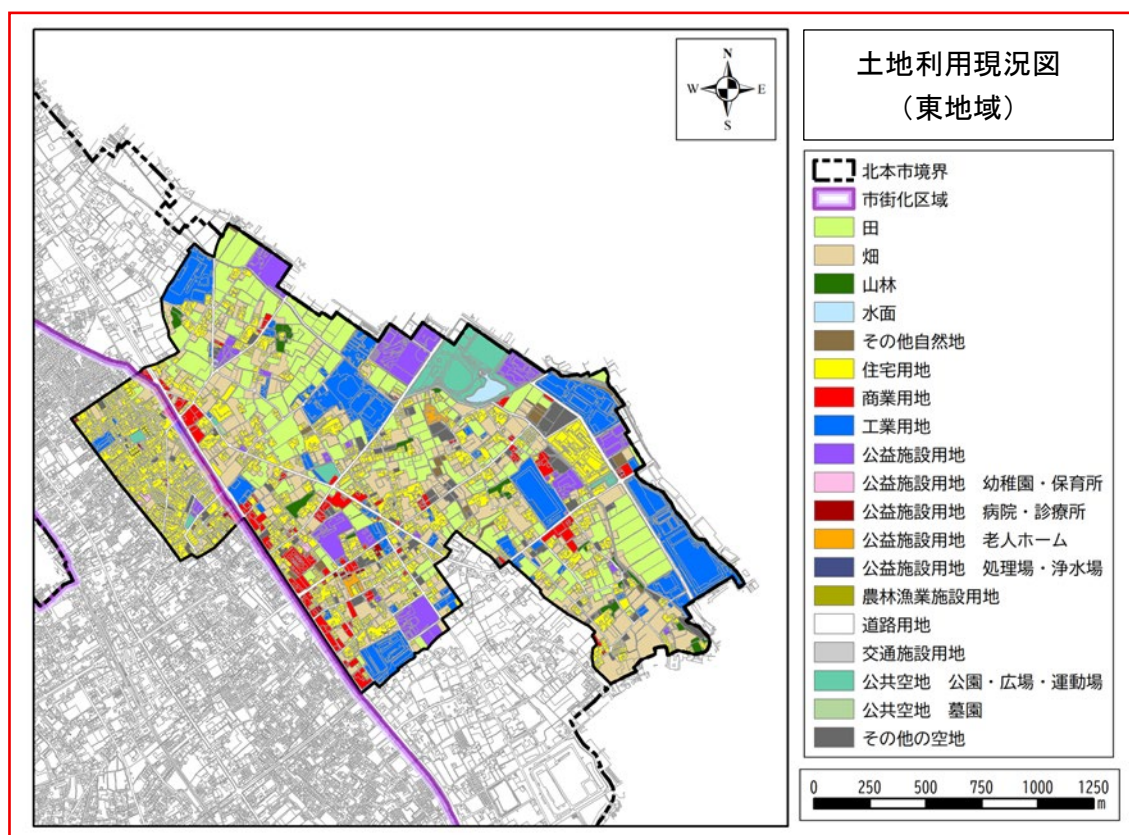 土地利用現況図
（東地域）
N
W
E
S
北本市境界
市街化区域
田
畑
山林
水面
その他自然地
住宅用地
商業用地
工業用地
公益施設用地
公益施設用地　幼稚園・保育所
公益施設用地　病院・診療所
公益施設用地　老人ホーム
公益施設用地　処理場・浄水場
農林漁業施設用地
道路用地
交通施設用地
公共空地　公園・広場・運動場
公共空地　墓園
その他の空地
0 250 500 750 1000 1250
m